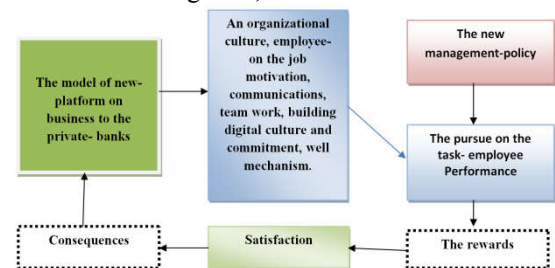 An organizational
culture, employee-
on the job
motivation,
communications,
team work, building
digital culture and
commitment, well
mechanism.
The new
management-policy
The model of new-
platform on
business to the
private- banks
The pursue on the
task- employee
Performance
Consequences
Satisfaction
The rewards